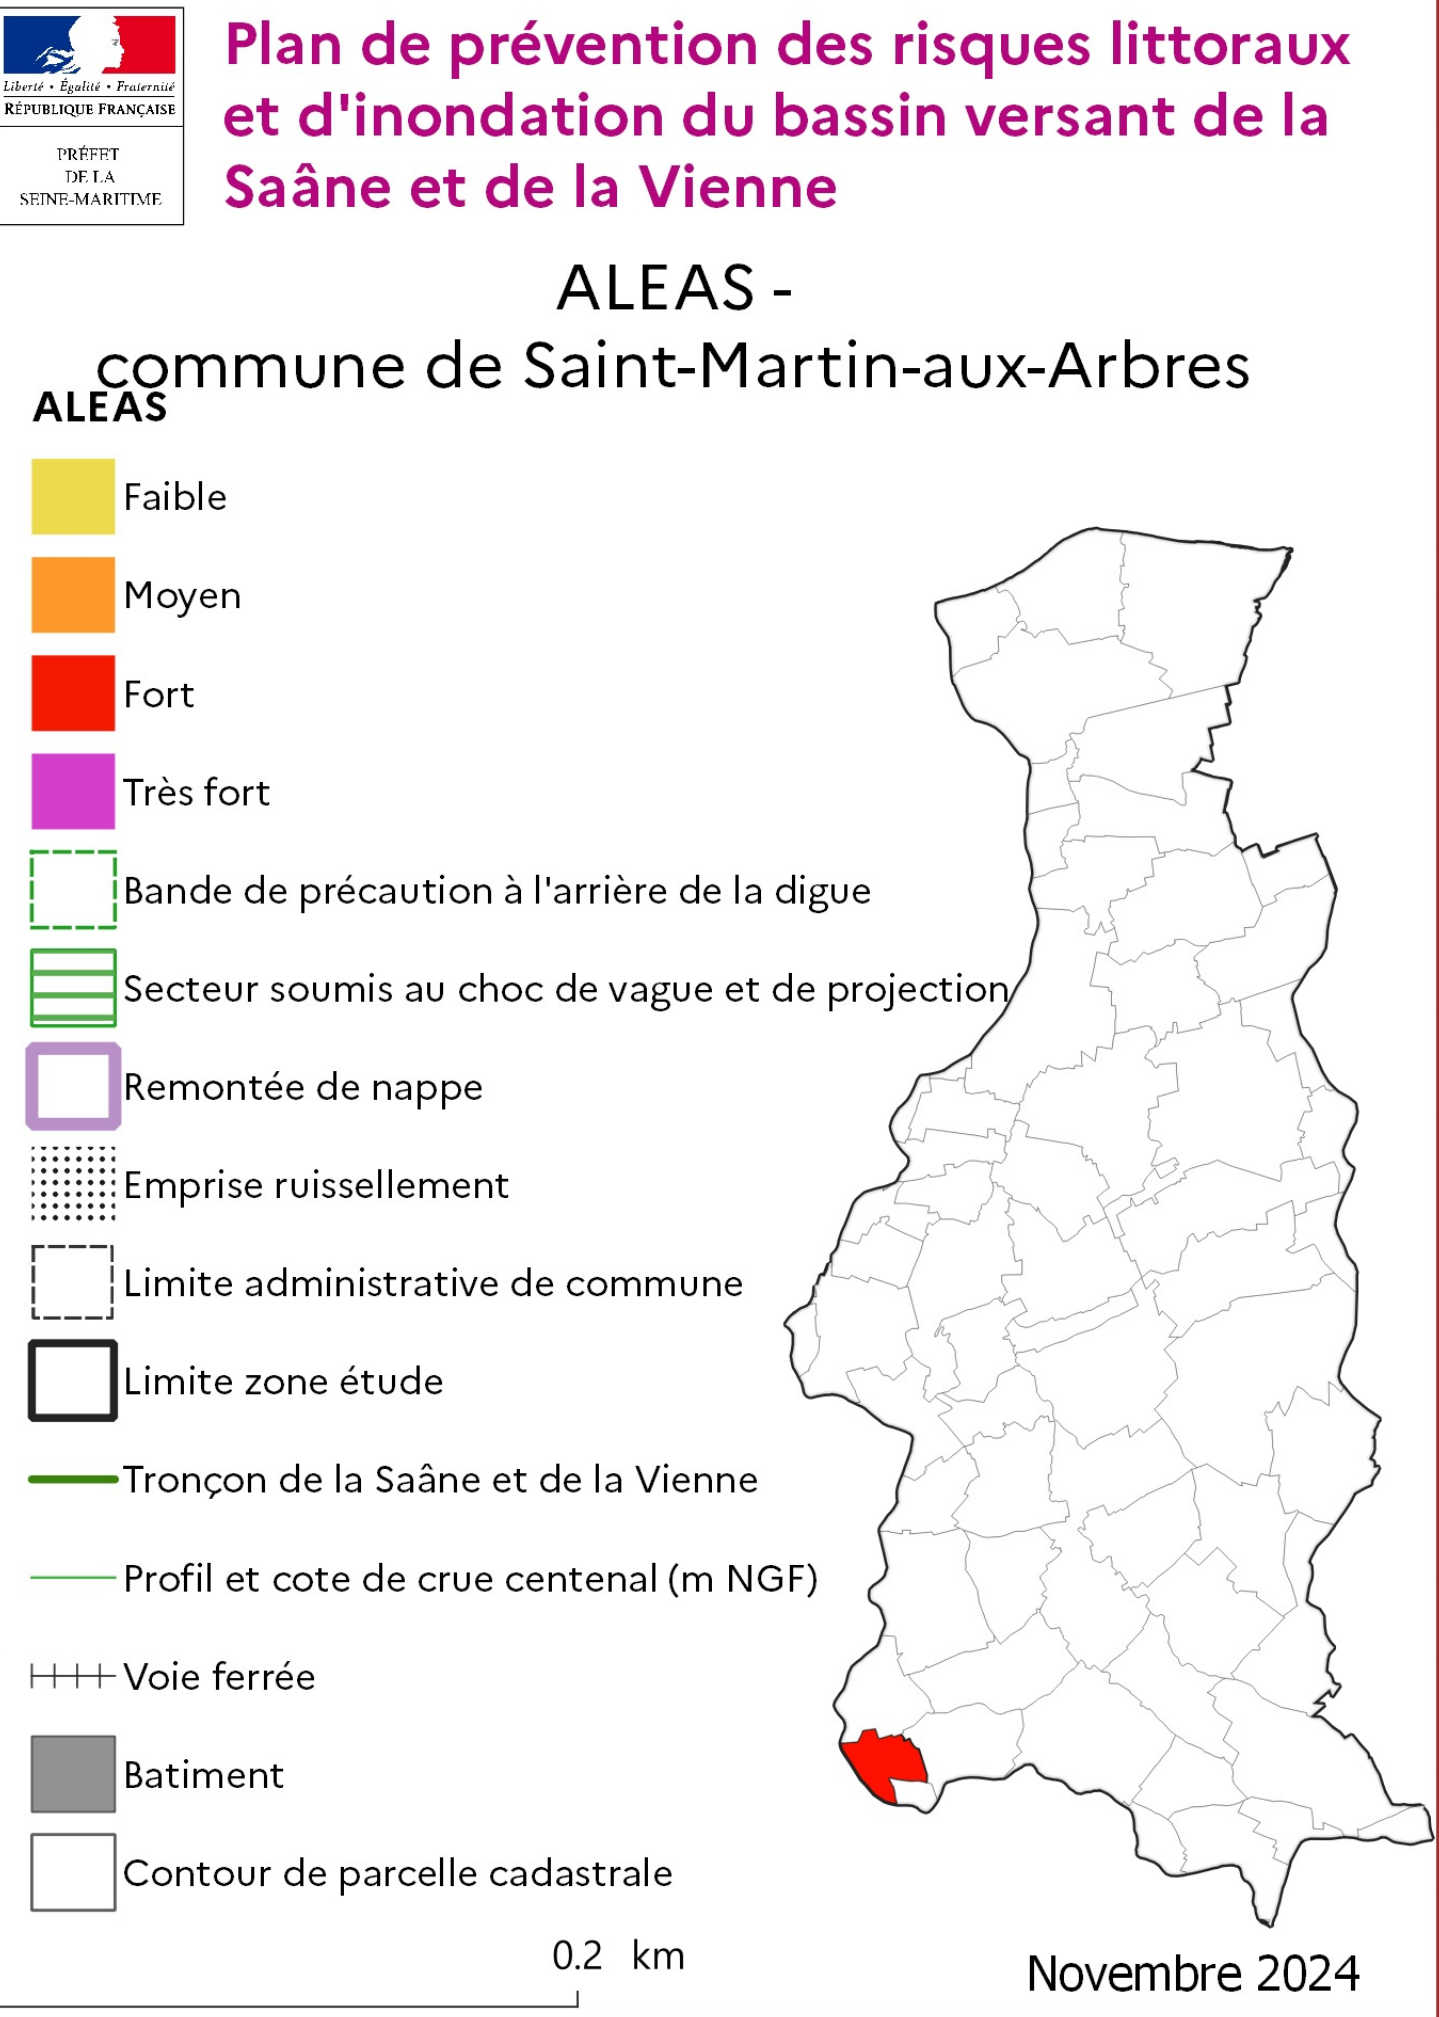 Liberté • Égalité • Fraternité
RÉPUBLIQUE FRANÇAISE
PRÉFET
DE LA
SEINE-MARITIME
Plan de prévention des risques littoraux
et d'inondation du bassin versant de la
Saâne et de la Vienne
ALEAS -
commune de Saint-Martin-aux-Arbres
ALEAS
Faible
Moyen
Fort
Très fort
Bande de précaution à l'arrière de la digue
Secteur soumis au choc de vague et de projection
Remontée de nappe
Emprise ruissellement
Limite administrative de commune
Limite zone étude
Tronçon de la Saâne et de la Vienne
Profil et cote de crue centenal (m NGF)
Voie ferrée
Batiment
Contour de parcelle cadastrale
0.2 km
Novembre 2024